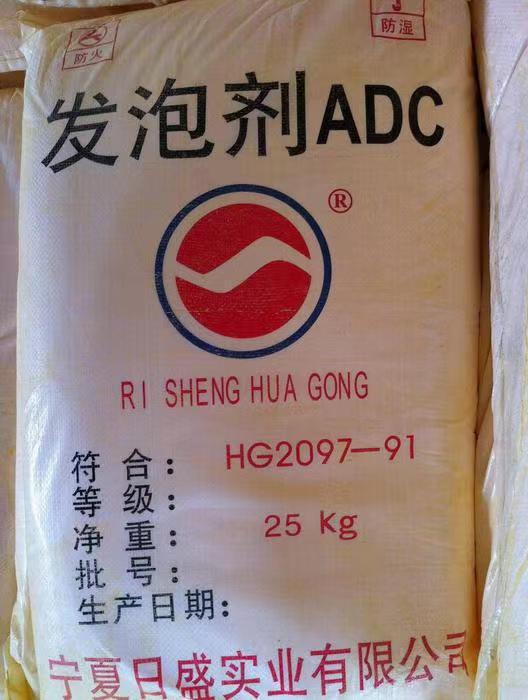 防火
防湿
发泡剂ADC
®
RI SHENG HUA GONG
符合: HG2097-91
等级:
净重: 25 Kg
批号:
生产日期:
宁夏日盛实业有限公司